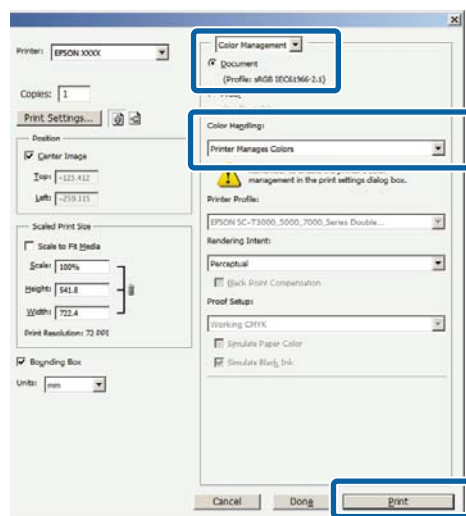 Printer: EPSON XXXX
Copies: 1
Print Settings...
Position
Center Image
Top: -125.412
Left: -259.115
Scaled Print Size
Scale to Fit Media
Scale: 100%
Height: 541.8
Width: 722.4
Print Resolution: 72 PPI
Bounding Box
Units: mm
Color Management
Document
(Profile: sRGB IEC61966-2.1)
Color Handling:
Printer Manages Colors
management in the print settings dialog box.
Printer Profile:
EPSON SC-T3000_5000_7000_Series Double...
Rendering Intent:
Perceptual
Black Point Compensation
Proof Setup:
Working CMYK
Simulate Paper Color
Simulate Black Ink
Cancel
Done
Print